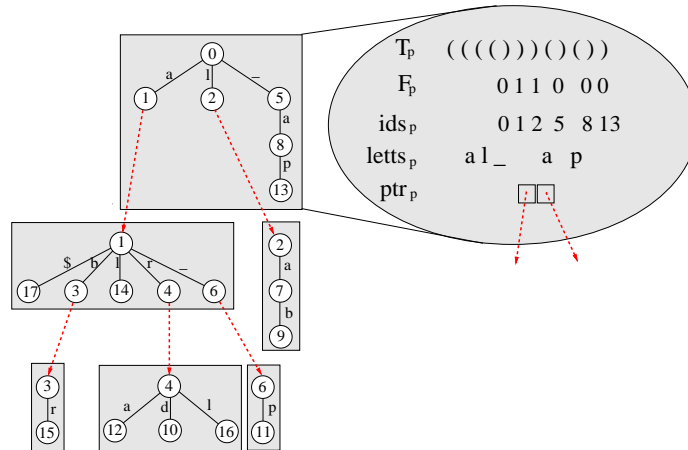 0
a l _
1 2 5
a
8
p
13
T_p ( ( ( ( ) ) ) ( ) ( ) )
F_p 0 1 1 0 0 0
ids_p 0 1 2 5 8 13
letts_p a l _ a p
ptr_p
1
$ b l r _
17 3 14 4 6
2
a
7
b
9
3
r
15
4
a d l
12 10 16
6
p
11